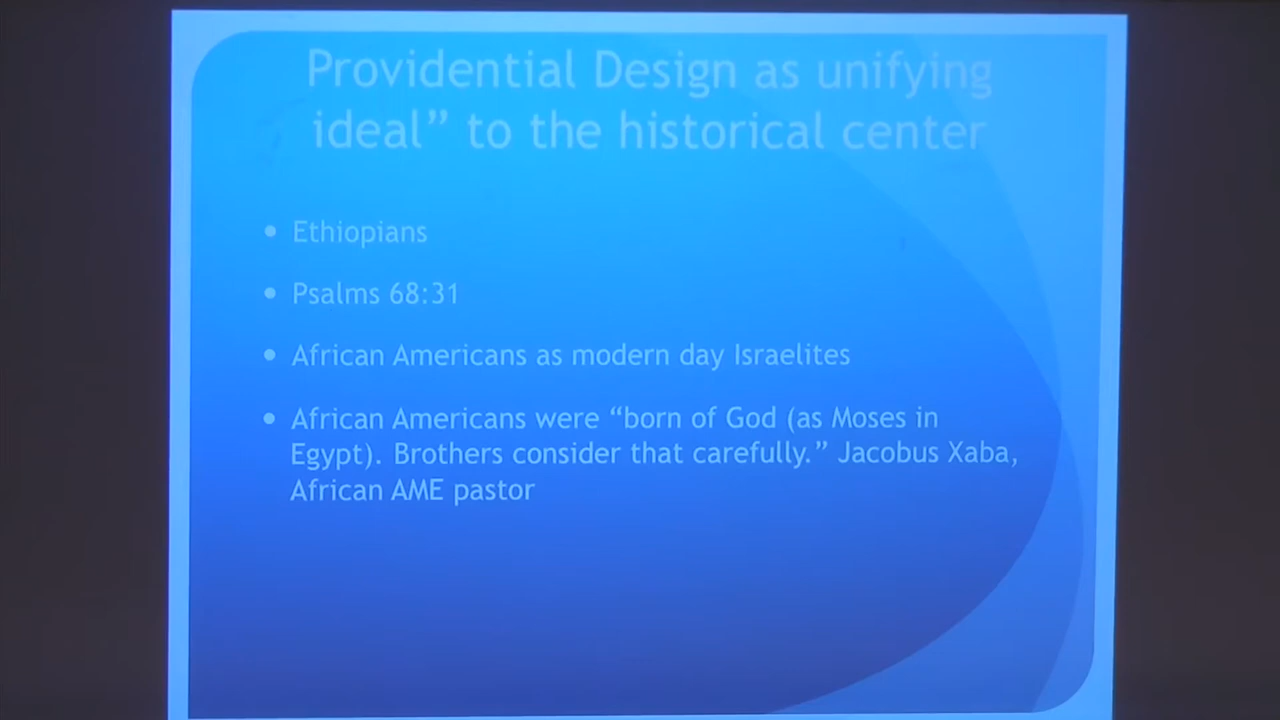 Providential Design as unifying
ideal” to the historical center
• Ethiopians
• Psalms 68:31
• African Americans as modern day Israelites
• African Americans were “born of God (as Moses in
Egypt). Brothers consider that carefully.” Jacobus Xaba,
African AME pastor